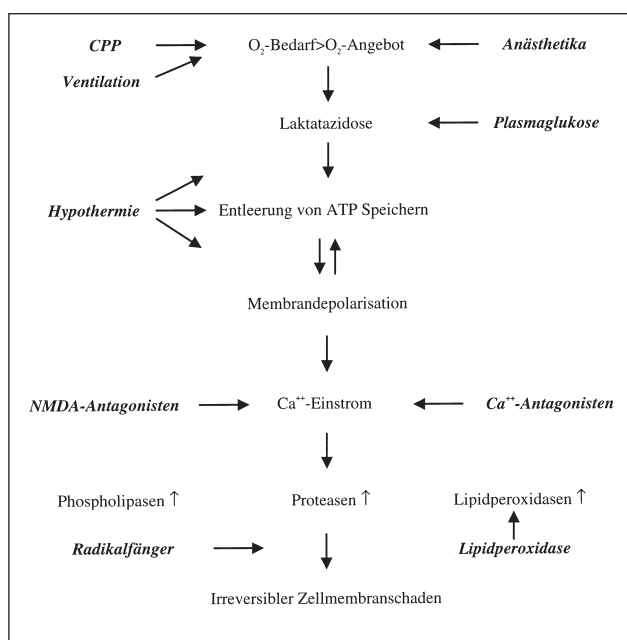 CPP O₂-Bedarf>O₂-Angebot Anästhetika
Ventilation
Laktatazidose Plasmaglukose
Hypothermie Entleerung von ATP Speichern
Membrandepolarisation
NMDA-Antagonisten Ca⁺⁺-Einstrom Ca⁺⁺-Antagonisten
Phospholipasen ↑ Proteasen ↑ Lipidperoxidasen ↑
Radikalfänger Lipidperoxidase
Irreversibler Zellmembranschaden